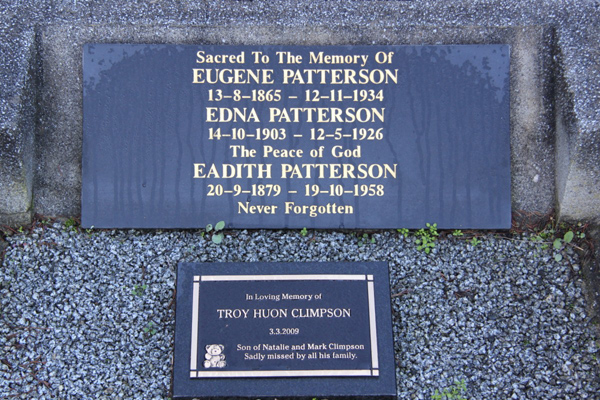 Sacred To The Memory Of
EUGENE PATTERSON
13–8–1865 – 12–11–1934
EDNA PATTERSON
14–10–1903 – 12–5–1926
The Peace of God
EADITH PATTERSON
20–9–1879 – 19–10–1958
Never Forgotten
In Loving Memory of
TROY HUON CLIMPSON
3.3.2009
Son of Natalie and Mark Climpson
Sadly missed by all his family.